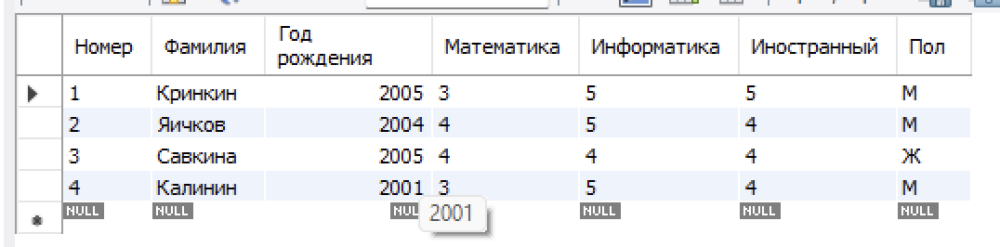 Номер Фамилия Год рождения Математика Информатика Иностранный Пол
1 Кринкин 2005 3 5 5 М
2 Яичков 2004 4 5 4 М
3 Савкина 2005 4 4 4 Ж
4 Калинин 2001 3 5 4 М
NULL NULL NUL 2001 NULL NULL NULL